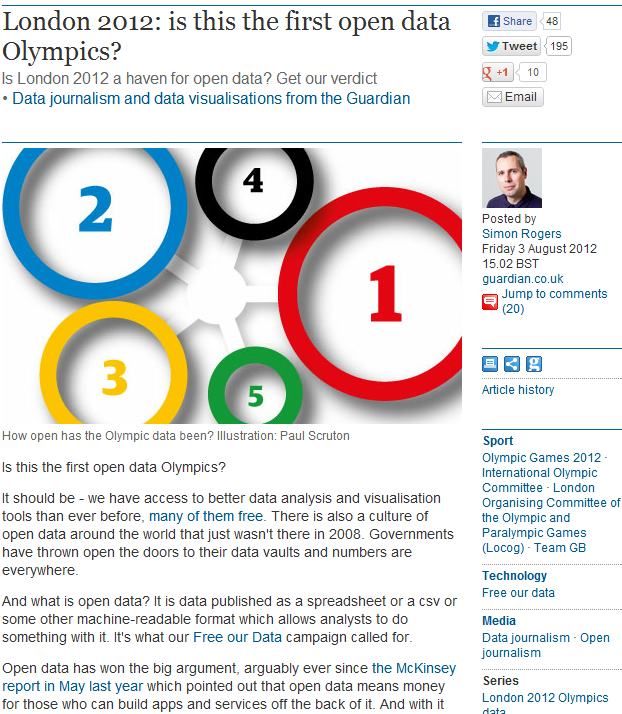 London 2012: is this the first open data
Olympics?
Is London 2012 a haven for open data? Get our verdict
• Data journalism and data visualisations from the Guardian
2
4
1
3
5
How open has the Olympic data been? Illustration: Paul Scruton
Is this the first open data Olympics?
It should be - we have access to better data analysis and visualisation
tools than ever before, many of them free. There is also a culture of
open data around the world that just wasn't there in 2008. Governments
have thrown open the doors to their data vaults and numbers are
everywhere.
And what is open data? It is data published as a spreadsheet or a csv or
some other machine-readable format which allows analysts to do
something with it. It's what our Free our Data campaign called for.
Open data has won the big argument, arguably ever since the McKinsey
report in May last year which pointed out that open data means money
for those who can build apps and services off the back of it. And with it
Share 48
Tweet 195
g +1 10
Email
Posted by
Simon Rogers
Friday 3 August 2012
15.02 BST
guardian.co.uk
Jump to comments
(20)
Article history
Sport
Olympic Games 2012 ·
International Olympic
Committee · London
Organising Committee of
the Olympic and
Paralympic Games
(Locog) · Team GB
Technology
Free our data
Media
Data journalism · Open
journalism
Series
London 2012 Olympics
data